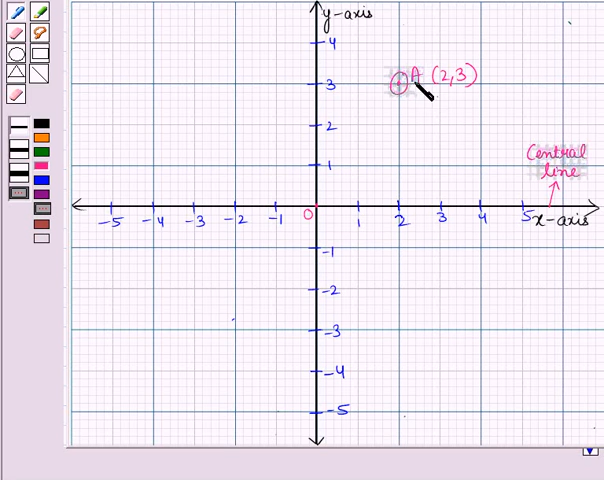 y-axis
4
A (2,3)
3
2
1
Central
line
-5 -4 -3 -2 -1 0 1 2 3 4 5 x-axis
-1
-2
-3
-4
-5